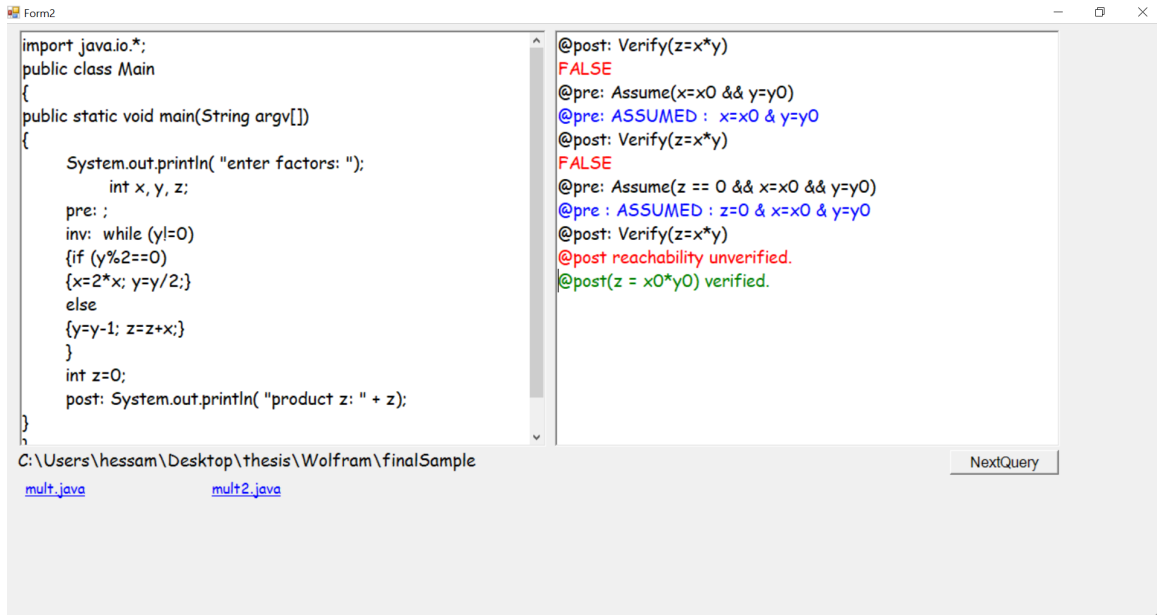 Form2
import java.io.*;
public class Main
{
public static void main(String argv[])
{
System.out.println( "enter factors: ");
int x, y, z;
pre: ;
inv:  while (y!=0)
{if (y%2==0)
{x=2*x; y=y/2;}
else
{y=y-1; z=z+x;}
}
int z=0;
post: System.out.println( "product z: " + z);
}
@post: Verify(z=x*y)
FALSE
@pre: Assume(x=x0 && y=y0)
@pre: ASSUMED :  x=x0 & y=y0
@post: Verify(z=x*y)
FALSE
@pre: Assume(z == 0 && x=x0 && y=y0)
@pre : ASSUMED : z=0 & x=x0 & y=y0
@post: Verify(z=x*y)
@post reachability unverified.
@post(z = x0*y0) verified.
C:\Users\hessam\Desktop\thesis\Wolfram\finalSample
NextQuery
mult.java
mult2.java